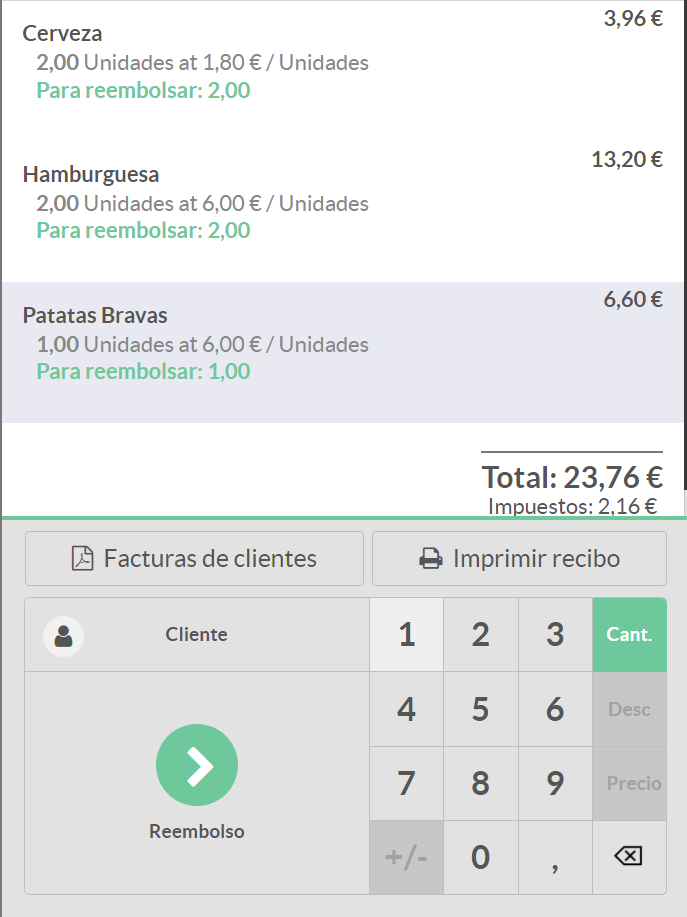 Cerveza
3,96 €
2,00 Unidades at 1,80 € / Unidades
Para reembolsar: 2,00
Hamburguesa
13,20 €
2,00 Unidades at 6,00 € / Unidades
Para reembolsar: 2,00
Patatas Bravas
6,60 €
1,00 Unidades at 6,00 € / Unidades
Para reembolsar: 1,00
Total: 23,76 €
Impuestos: 2,16 €
Facturas de clientes
Imprimir recibo
Cliente
1 2 3 Cant.
4 5 6 Desc
7 8 9 Precio
Reembolso
+/- 0 ,